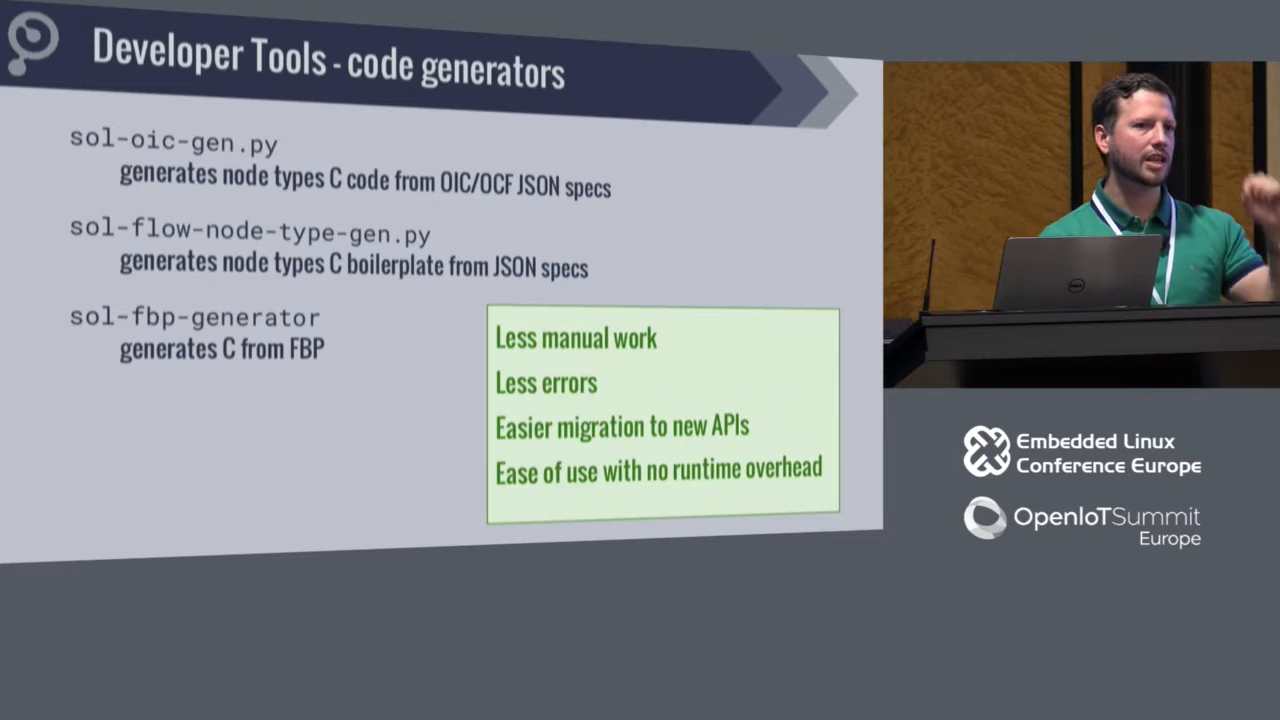 Developer Tools - code generators
sol-oic-gen.py
generates node types C code from OIC/OCF JSON specs
sol-flow-node-type-gen.py
generates node types C boilerplate from JSON specs
sol-fbp-generator
generates C from FBP
Less manual work
Less errors
Easier migration to new APIs
Ease of use with no runtime overhead
DELL
Embedded Linux
Conference Europe
OpenIoTSummit
Europe